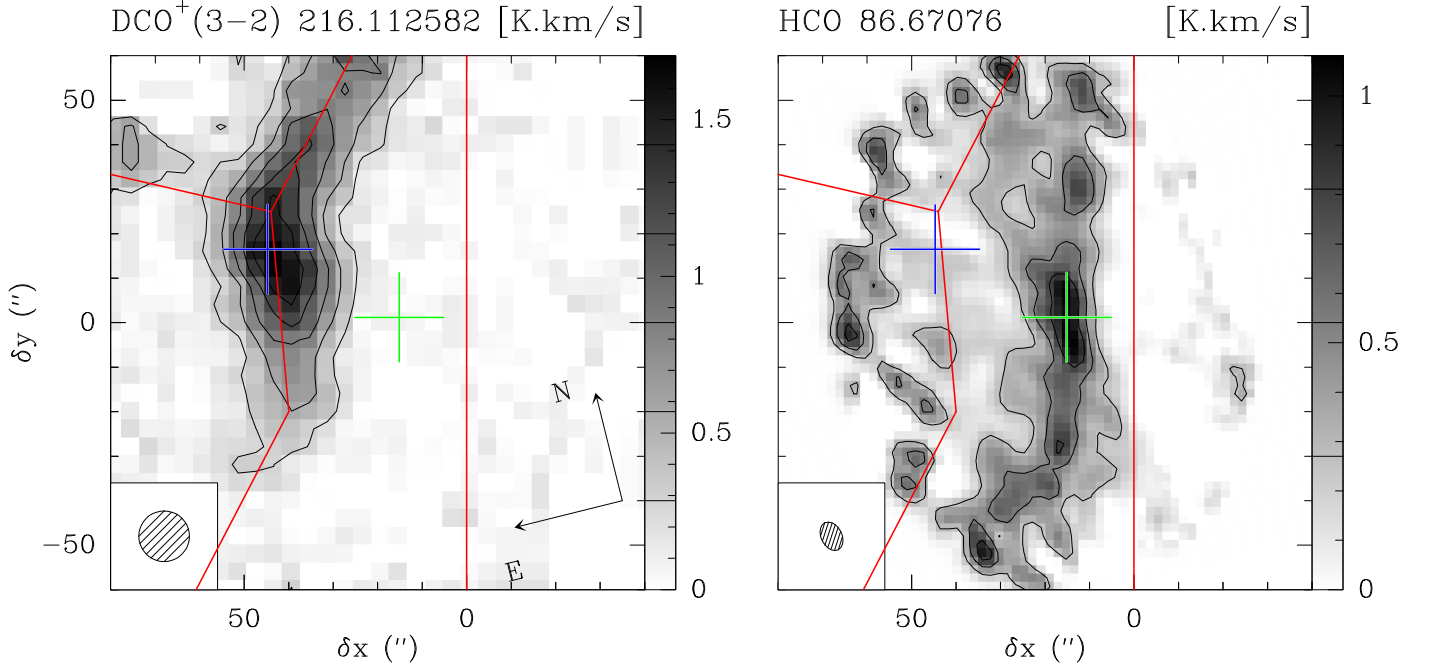 DCO+(3−2) 216.112582 [K.km/s]
HCO 86.67076 [K.km/s]
50
0
−50
δy (″)
1.5
1
0.5
0
N
E
50 0
δx (″)
1
0.5
0
50 0
δx (″)